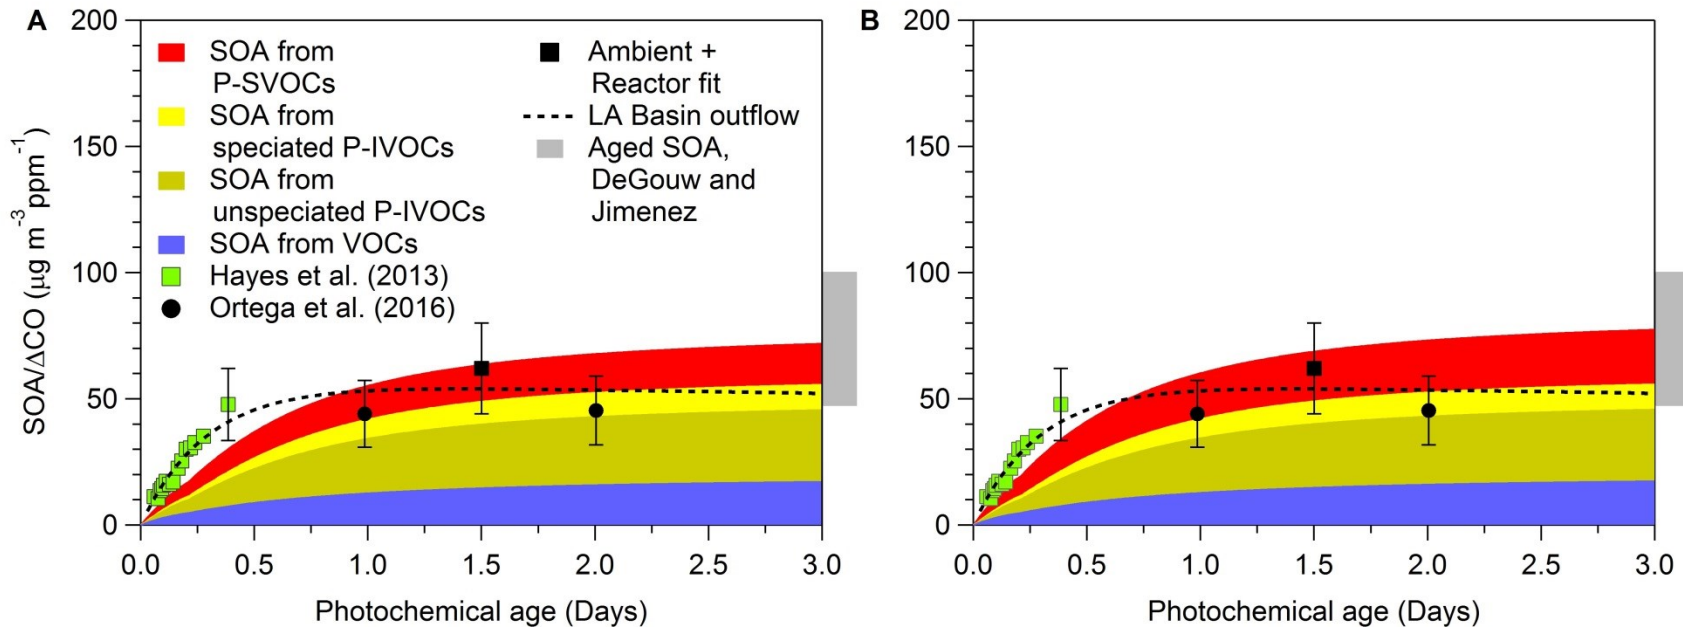 A
200
150
100
50
0
SOA/ΔCO (μg m⁻³ ppm⁻¹)
SOA from
P-SVOCs
SOA from
speciated P-IVOCs
SOA from
unspeciated P-IVOCs
SOA from VOCs
Hayes et al. (2013)
Ortega et al. (2016)
Ambient +
Reactor fit
LA Basin outflow
Aged SOA,
DeGouw and
Jimenez
0.0 0.5 1.0 1.5 2.0 2.5 3.0
Photochemical age (Days)
B
200
150
100
50
0
0.0 0.5 1.0 1.5 2.0 2.5 3.0
Photochemical age (Days)